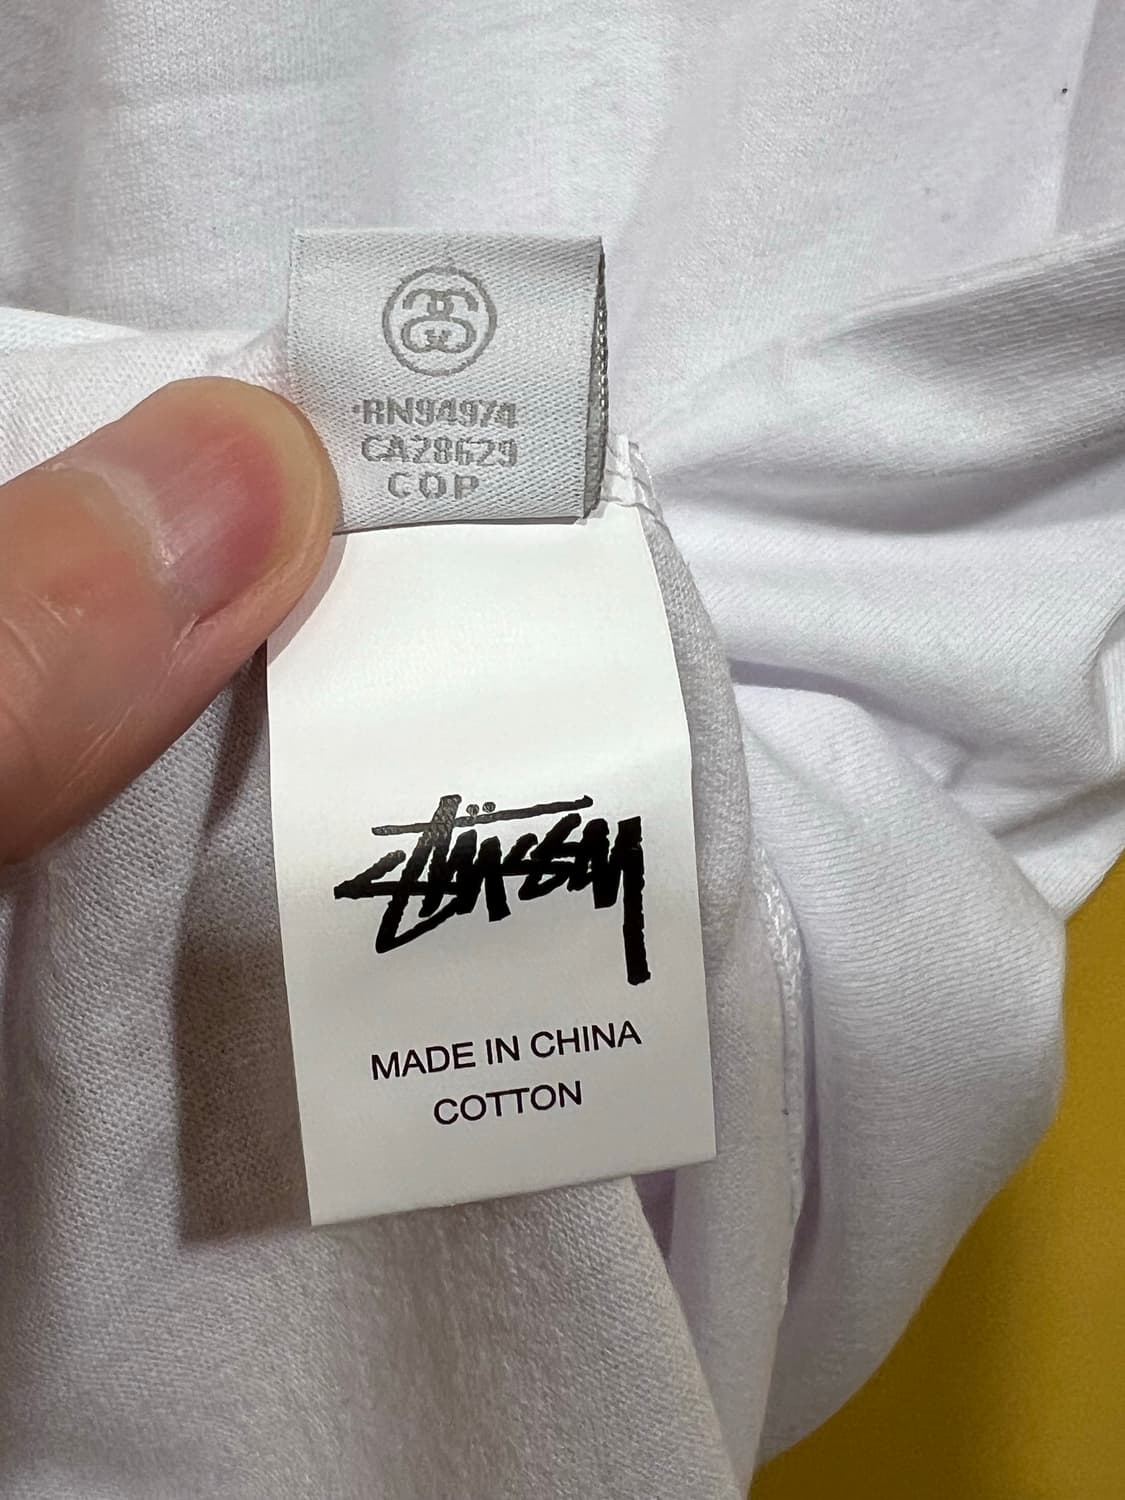 ·RN94974
CA28629
COP
Stüssy
MADE IN CHINA
COTTON